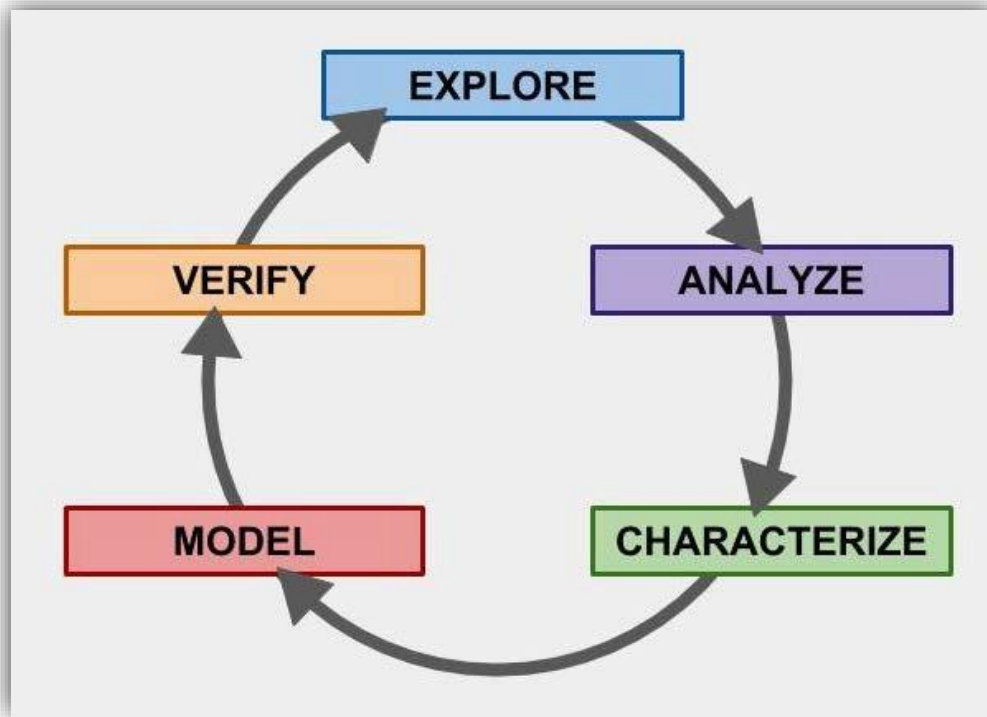 EXPLORE
ANALYZE
CHARACTERIZE
MODEL
VERIFY